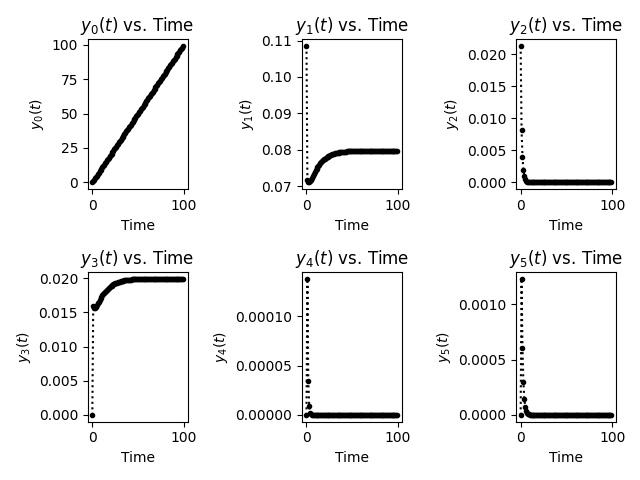 y₀(t) vs. Time
y₁(t) vs. Time
y₂(t) vs. Time
100
75
50
25
0
y₀(t)
0
100
Time
0.11
0.10
0.09
0.08
0.07
y₁(t)
0
100
Time
0.020
0.015
0.010
0.005
0.000
y₂(t)
0
100
Time
y₃(t) vs. Time
y₄(t) vs. Time
y₅(t) vs. Time
0.020
0.015
0.010
0.005
0.000
y₃(t)
0
100
Time
0.00010
0.00005
0.00000
y₄(t)
0
100
Time
0.0010
0.0005
0.0000
y₅(t)
0
100
Time